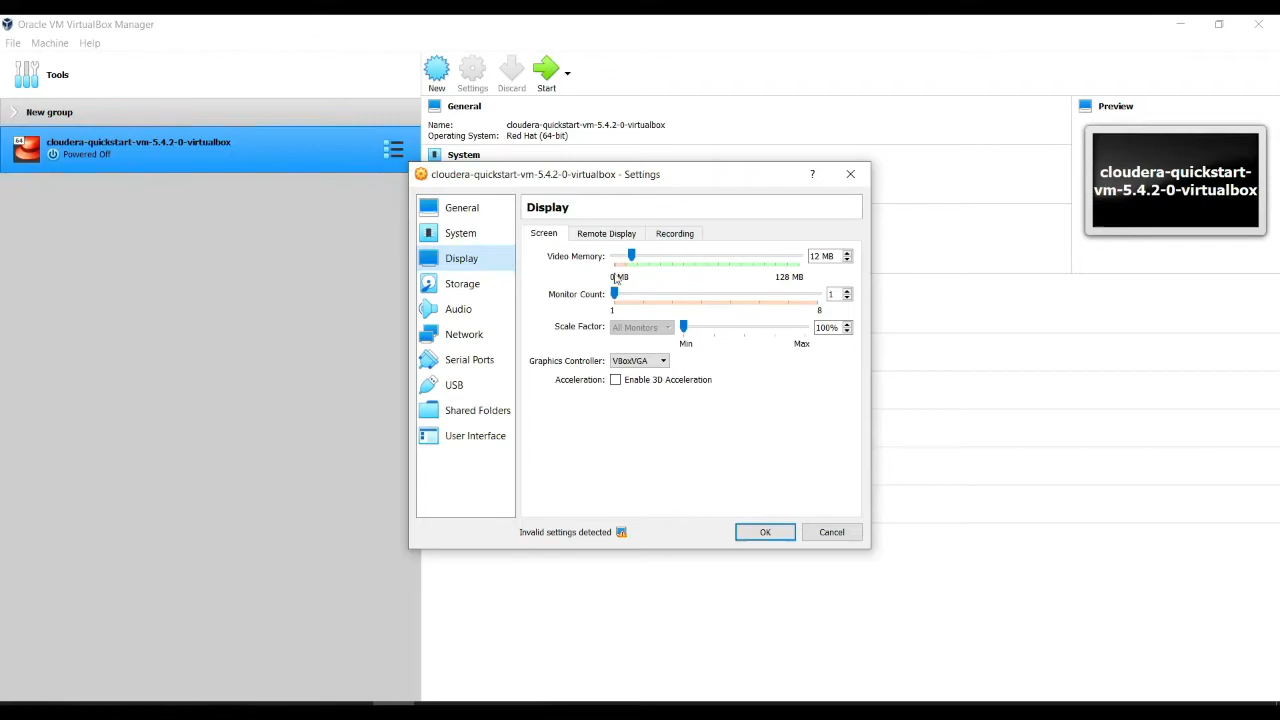 Oracle VM VirtualBox Manager
File Machine Help
Tools
New Settings Discard Start
New group
64
cloudera-quickstart-vm-5.4.2-0-virtualbox
Powered Off
General
Name: cloudera-quickstart-vm-5.4.2-0-virtualbox
Operating System: Red Hat (64-bit)
System
Preview
cloudera-quickstart-
vm-5.4.2-0-virtualbox
cloudera-quickstart-vm-5.4.2-0-virtualbox - Settings ?
General
System
Display
Storage
Audio
Network
Serial Ports
USB
Shared Folders
User Interface
Display
Screen Remote Display Recording
Video Memory: 12 MB
0 MB 128 MB
Monitor Count: 1
1 8
Scale Factor: All Monitors 100%
Min Max
Graphics Controller: VBoxVGA
Acceleration: Enable 3D Acceleration
Invalid settings detected OK Cancel